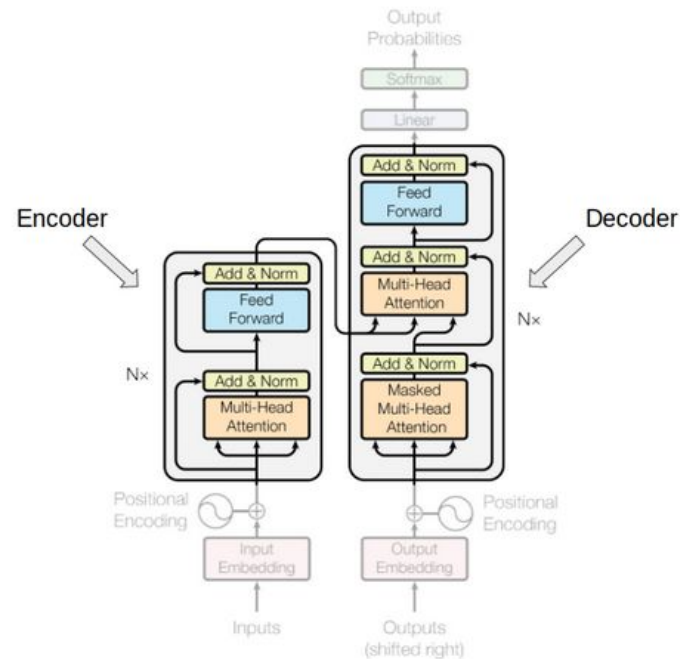 Output
Probabilities
Softmax
Linear
Add & Norm
Feed
Forward
Add & Norm
Multi-Head
Attention
Add & Norm
Masked
Multi-Head
Attention
Nx
Decoder
Encoder
Add & Norm
Feed
Forward
Add & Norm
Multi-Head
Attention
Nx
Positional
Encoding
Input
Embedding
Inputs
Positional
Encoding
Output
Embedding
Outputs
(shifted right)